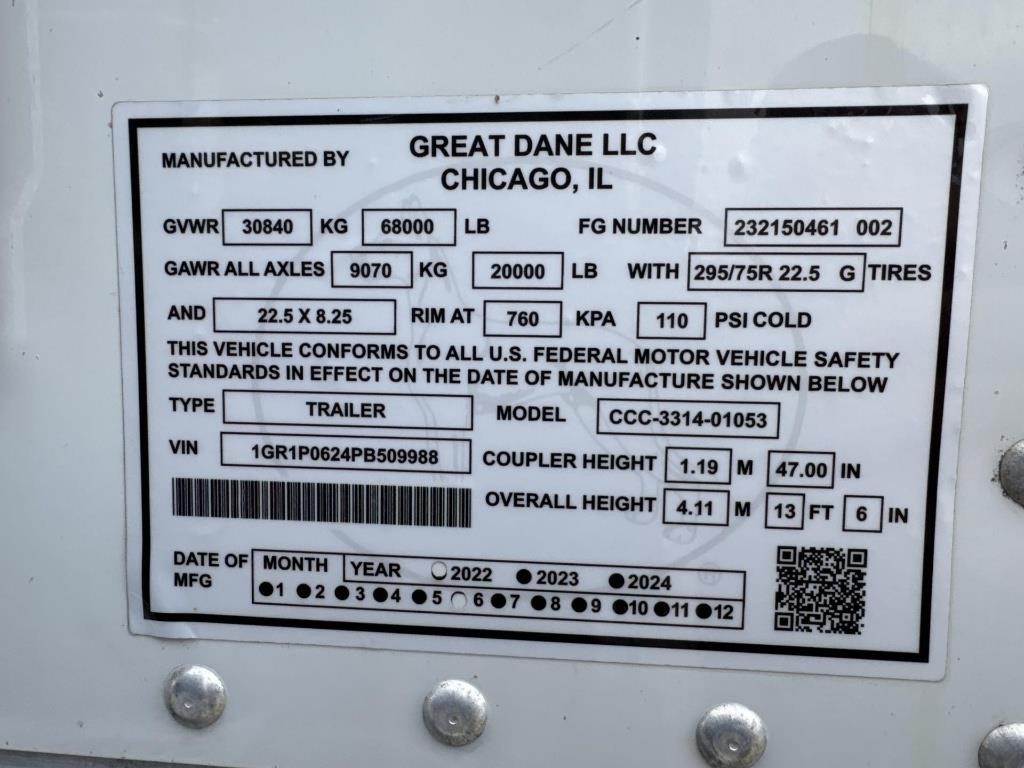 MANUFACTURED BY GREAT DANE LLC
CHICAGO, IL
GVWR 30840 KG 68000 LB FG NUMBER 232150461 002
GAWR ALL AXLES 9070 KG 20000 LB WITH 295/75R 22.5 G TIRES
AND 22.5 X 8.25 RIM AT 760 KPA 110 PSI COLD
THIS VEHICLE CONFORMS TO ALL U.S. FEDERAL MOTOR VEHICLE SAFETY
STANDARDS IN EFFECT ON THE DATE OF MANUFACTURE SHOWN BELOW
TYPE TRAILER MODEL CCC-3314-01053
VIN 1GR1P0624PB509988 COUPLER HEIGHT 1.19 M 47.00 IN
OVERALL HEIGHT 4.11 M 13 FT 6 IN
DATE OF MFG MONTH YEAR 2022 2023 2024
1 2 3 4 5 6 7 8 9 10 11 12
®